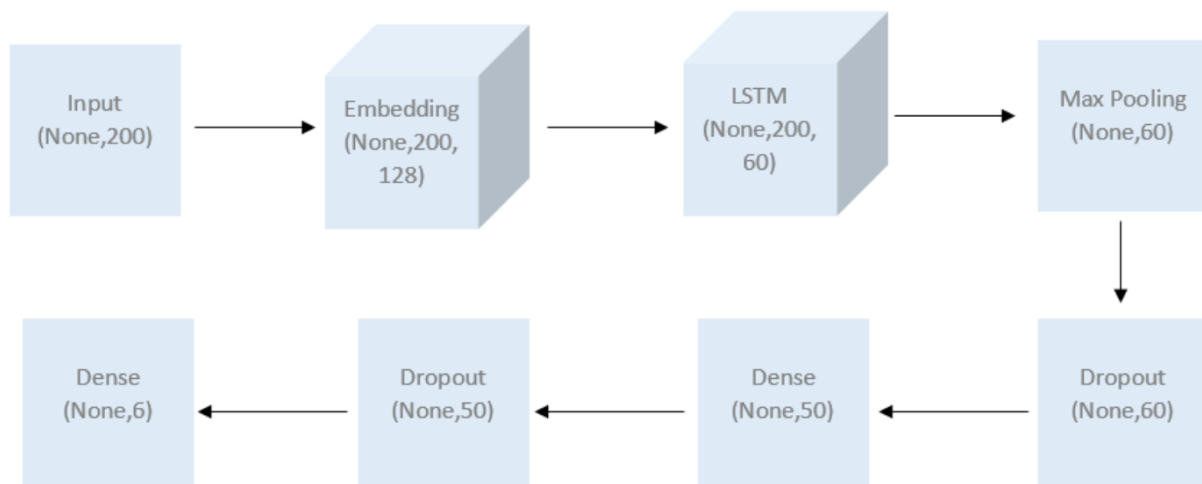 Input
(None,200)
Embedding
(None,200,
128)
LSTM
(None,200,
60)
Max Pooling
(None,60)
Dropout
(None,60)
Dense
(None,50)
Dropout
(None,50)
Dense
(None,6)